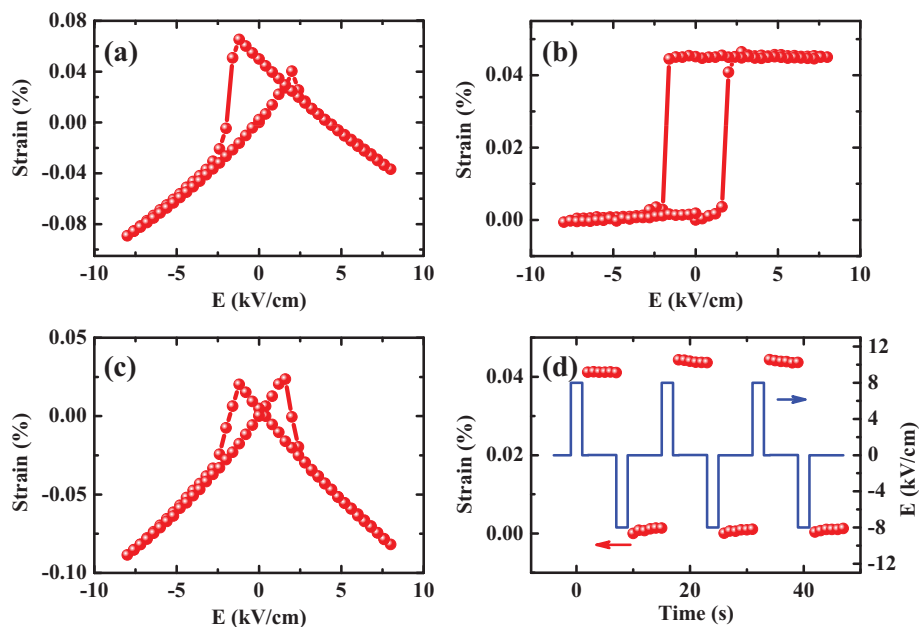 (a)
0.08
0.04
0.00
-0.04
-0.08
Strain (%)
-10 -5 0 5 10
E (kV/cm)
(b)
0.04
0.02
0.00
Strain (%)
-10 -5 0 5 10
E (kV/cm)
(c)
0.05
0.00
-0.05
-0.10
Strain (%)
-10 -5 0 5 10
E (kV/cm)
(d)
0.04
0.02
0.00
Strain (%)
12
8
4
0
-4
-8
-12
E (kV/cm)
0 20 40
Time (s)